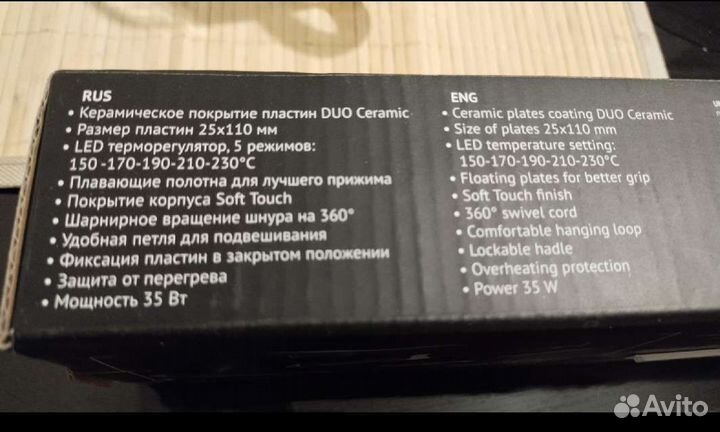 RUS
• Керамическое покрытие пластин DUO Ceramic
• Размер пластин 25x110 мм
• LED терморегулятор, 5 режимов:
150 -170-190-210-230°C
• Плавающие полотна для лучшего прижима
• Покрытие корпуса Soft Touch
• Шарнирное вращение шнура на 360°
• Удобная петля для подвешивания
• Фиксация пластин в закрытом положении
• Защита от перегрева
• Мощность 35 Вт
ENG
• Ceramic plates coating DUO Ceramic
• Size of plates 25x110 mm
• LED temperature setting:
150-170-190-210-230°C
• Floating plates for better grip
• Soft Touch finish
• 360° swivel cord
• Comfortable hanging loop
• Lockable hadle
• Overheating protection
• Power 35 W
Avito